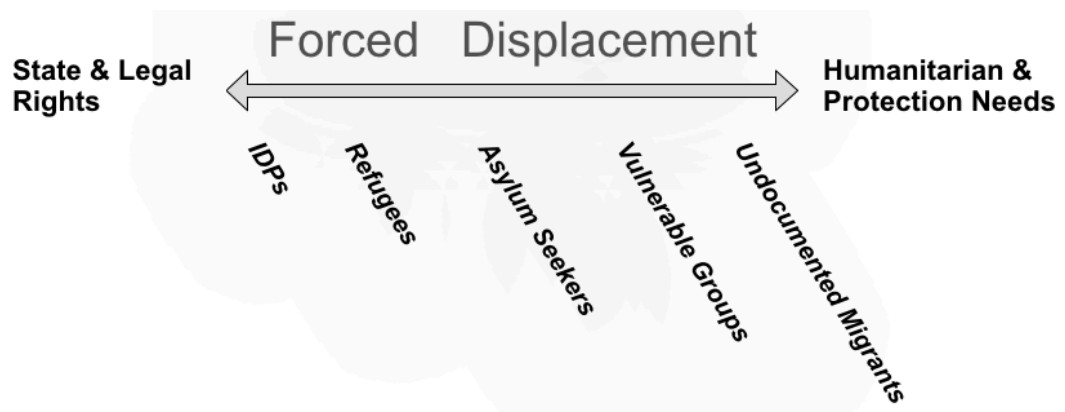 Forced Displacement
State & Legal
Rights
Humanitarian &
Protection Needs
IDPs
Refugees
Asylum Seekers
Vulnerable Groups
Undocumented Migrants